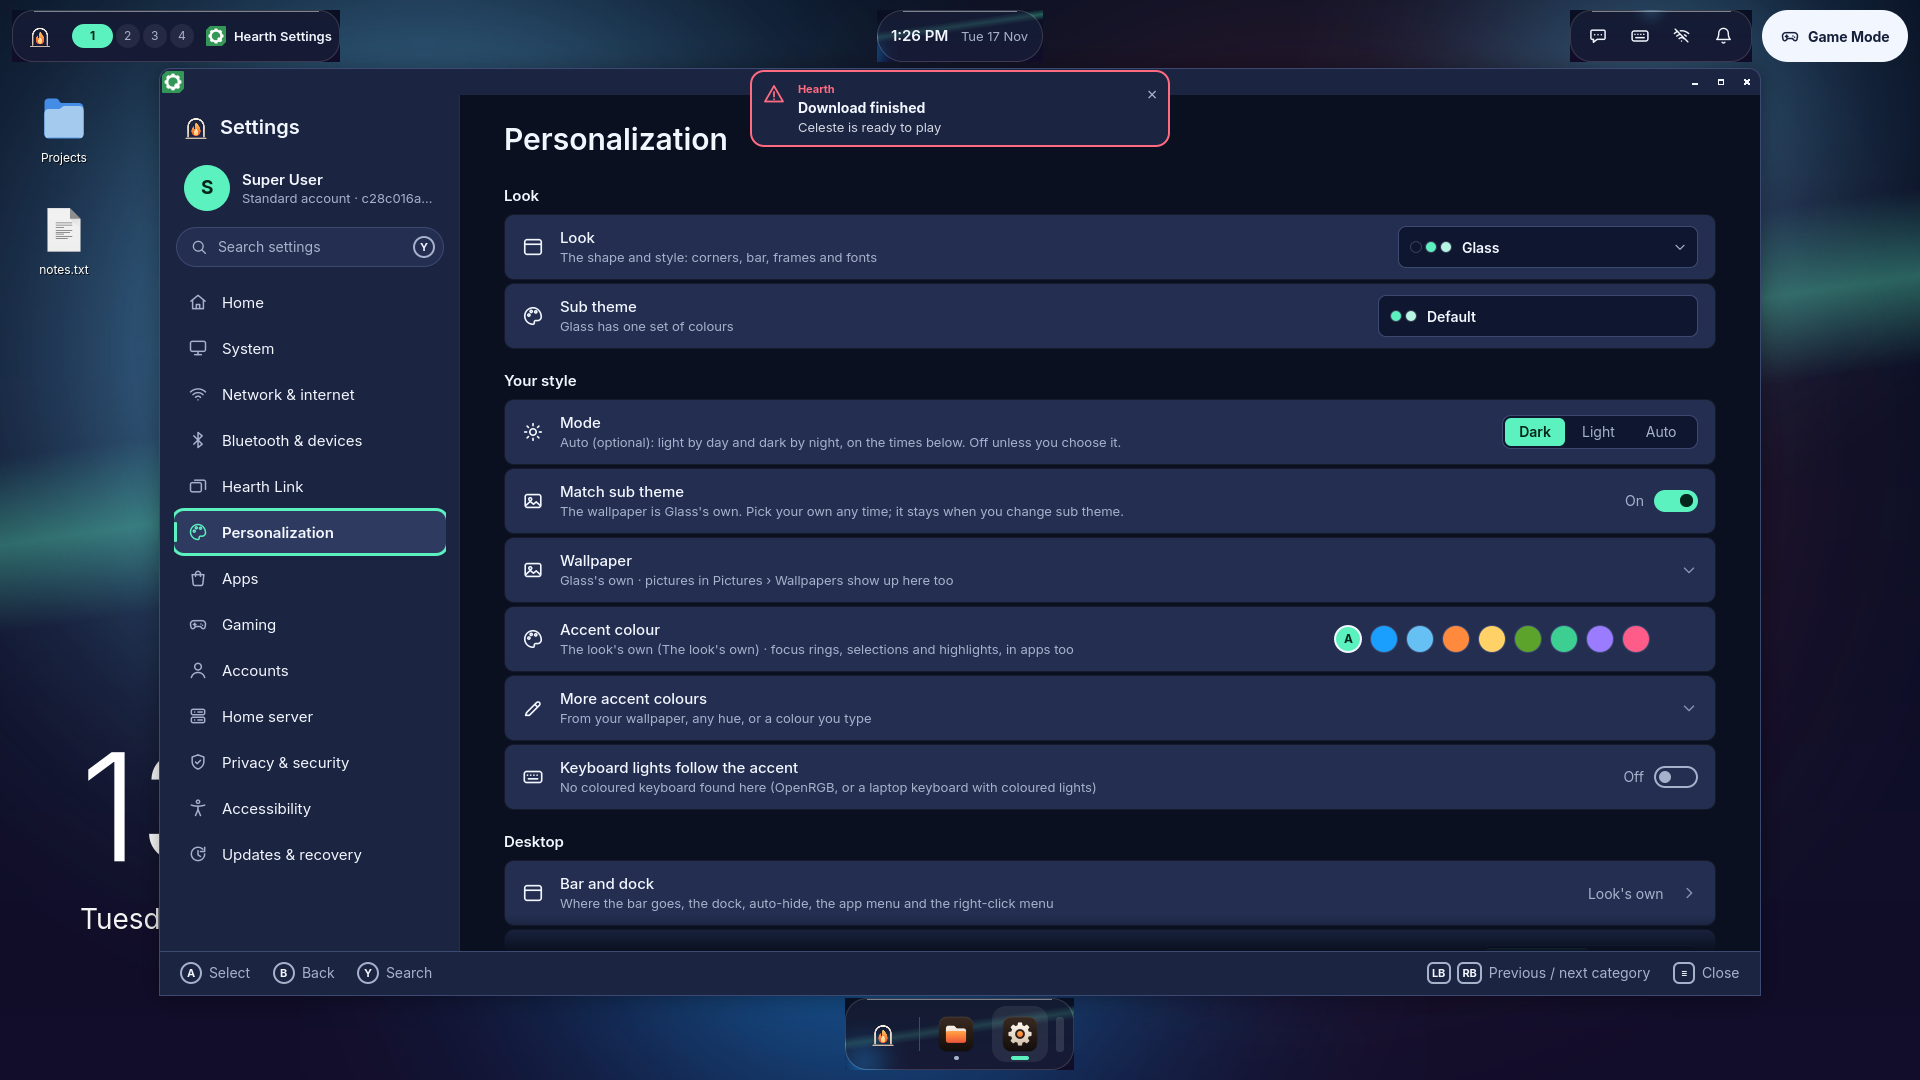 1 2 3 4 Hearth Settings
1:26 PM Tue 17 Nov
Game Mode
Projects
notes.txt
Hearth
Download finished
Celeste is ready to play
Settings
S
Super User
Standard account · c28c016a...
Search settings Y
Home
System
Network & internet
Bluetooth & devices
Hearth Link
Personalization
Apps
Gaming
Accounts
Home server
Privacy & security
Accessibility
Updates & recovery
Personalization
Look
Look
The shape and style: corners, bar, frames and fonts
Glass
Sub theme
Glass has one set of colours
Default
Your style
Mode
Auto (optional): light by day and dark by night, on the times below. Off unless you choose it.
Dark Light Auto
Match sub theme
The wallpaper is Glass's own. Pick your own any time; it stays when you change sub theme.
On
Wallpaper
Glass's own · pictures in Pictures › Wallpapers show up here too
Accent colour
The look's own (The look's own) · focus rings, selections and highlights, in apps too
A
More accent colours
From your wallpaper, any hue, or a colour you type
Keyboard lights follow the accent
No coloured keyboard found here (OpenRGB, or a laptop keyboard with coloured lights)
Off
Desktop
Bar and dock
Where the bar goes, the dock, auto-hide, the app menu and the right-click menu
Look's own
A Select B Back Y Search
LB RB Previous / next category ≡ Close